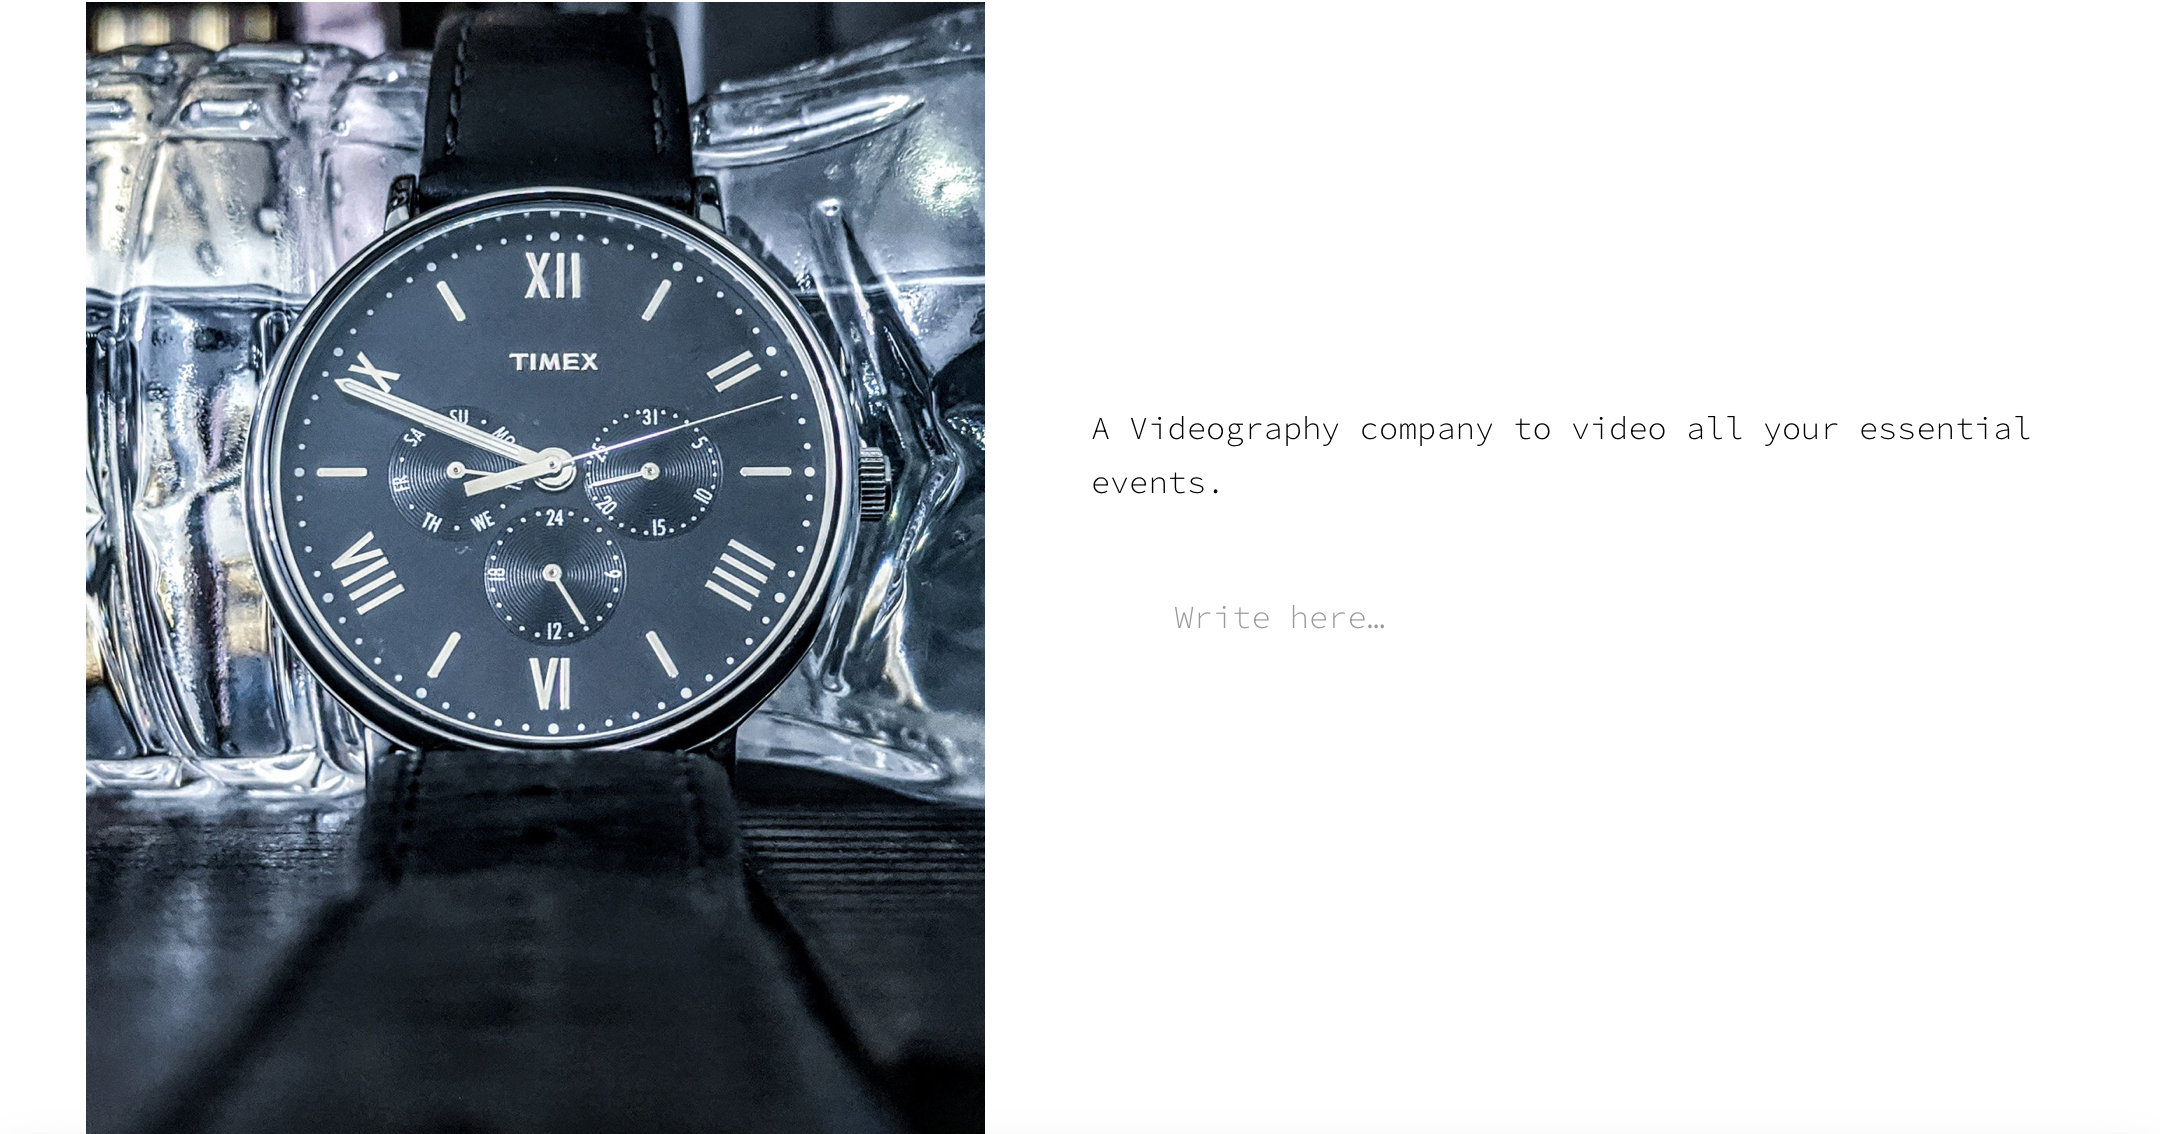 XII
TIMEX
X
SU
MO
SA
FR
TH
WE
31
5
10
15
20
25
24
6
12
18
VIII
IIII
II
VI
A Videography company to video all your essential
events.
Write here…